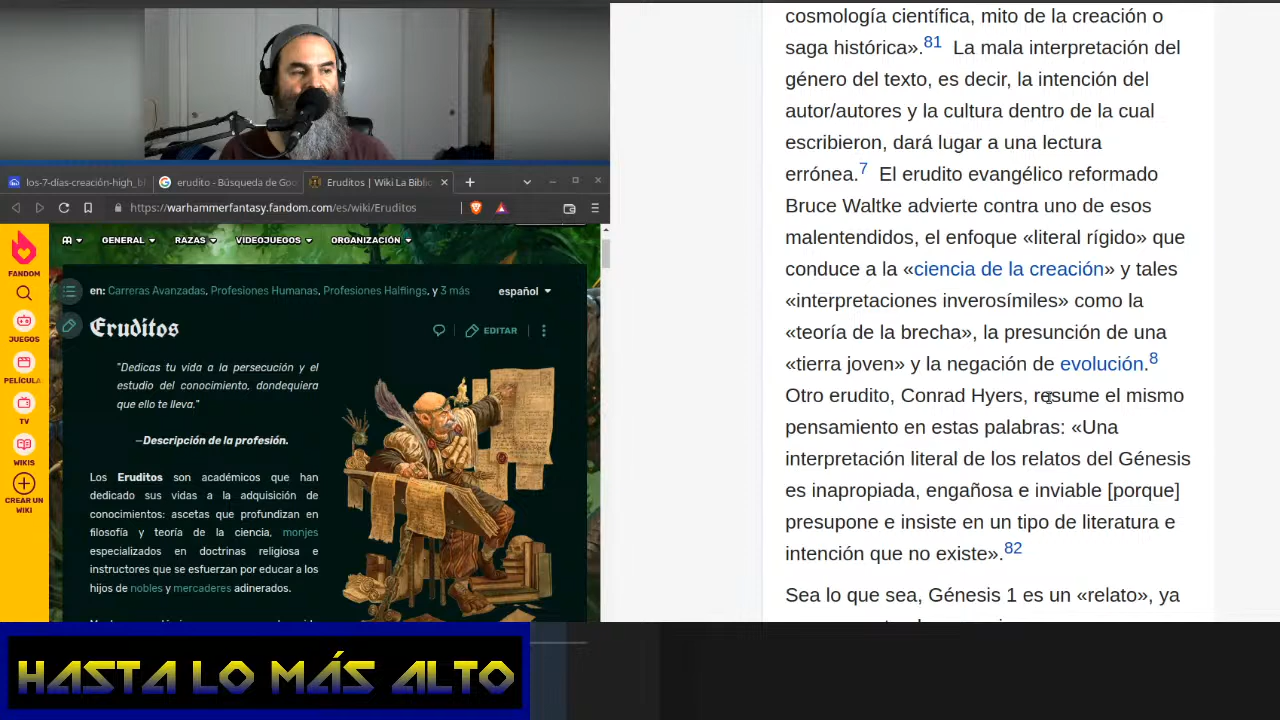 los-7-días-creación-high_bl
erudito - Búsqueda de Goo
Eruditos | Wiki La Biblio
https://warhammerfantasy.fandom.com/es/wiki/Eruditos
GENERAL
RAZAS
VIDEOJUEGOS
ORGANIZACIÓN
FANDOM
JUEGOS
PELÍCULA
TV
WIKIS
CREAR UN
WIKI
en: Carreras Avanzadas, Profesiones Humanas, Profesiones Halflings, y 3 más
español
Eruditos
EDITAR
"Dedicas tu vida a la persecución y el
estudio del conocimiento, dondequiera
que ello te lleva."
—Descripción de la profesión.
Los Eruditos son académicos que han
dedicado sus vidas a la adquisición de
conocimientos: ascetas que profundizan en
filosofía y teoría de la ciencia, monjes
especializados en doctrinas religiosa e
instructores que se esfuerzan por educar a los
hijos de nobles y mercaderes adinerados.
cosmología científica, mito de la creación o
saga histórica».81 La mala interpretación del
género del texto, es decir, la intención del
autor/autores y la cultura dentro de la cual
escribieron, dará lugar a una lectura
errónea.7 El erudito evangélico reformado
Bruce Waltke advierte contra uno de esos
malentendidos, el enfoque «literal rígido» que
conduce a la «ciencia de la creación» y tales
«interpretaciones inverosímiles» como la
«teoría de la brecha», la presunción de una
«tierra joven» y la negación de evolución.8
Otro erudito, Conrad Hyers, resume el mismo
pensamiento en estas palabras: «Una
interpretación literal de los relatos del Génesis
es inapropiada, engañosa e inviable [porque]
presupone e insiste en un tipo de literatura e
intención que no existe».82
Sea lo que sea, Génesis 1 es un «relato», ya
HASTA LO MÁS ALTO